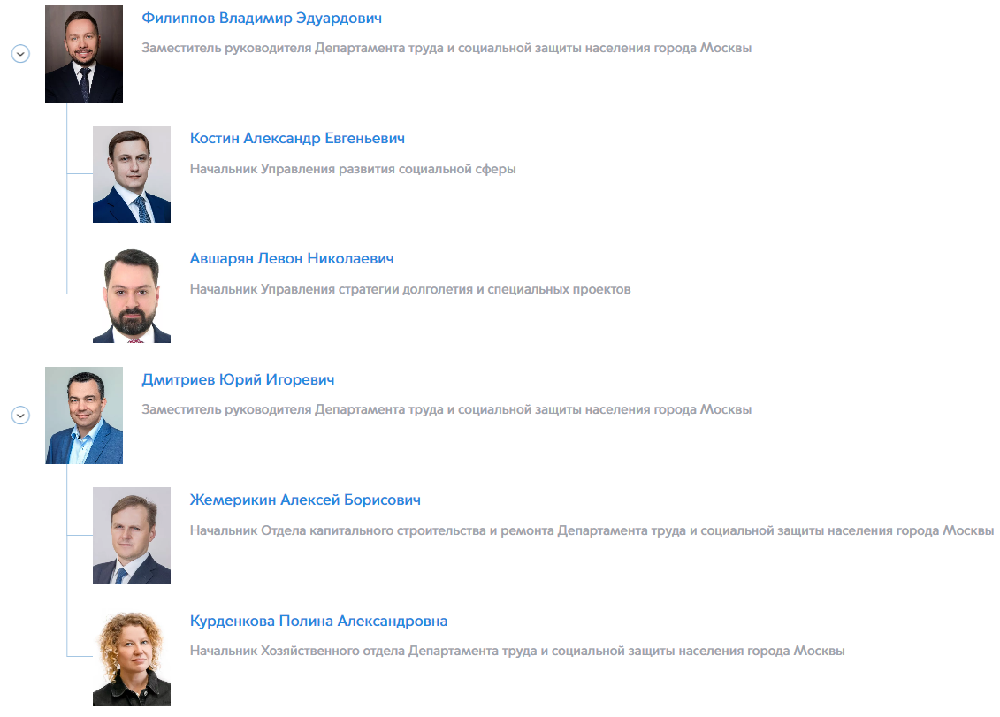 Филиппов Владимир Эдуардович
Заместитель руководителя Департамента труда и социальной защиты населения города Москвы
Костин Александр Евгеньевич
Начальник Управления развития социальной сферы
Авшарян Левон Николаевич
Начальник Управления стратегии долголетия и специальных проектов
Дмитриев Юрий Игоревич
Заместитель руководителя Департамента труда и социальной защиты населения города Москвы
Жемерикин Алексей Борисович
Начальник Отдела капитального строительства и ремонта Департамента труда и социальной защиты населения города Москвы
Курденкова Полина Александровна
Начальник Хозяйственного отдела Департамента труда и социальной защиты населения города Москвы